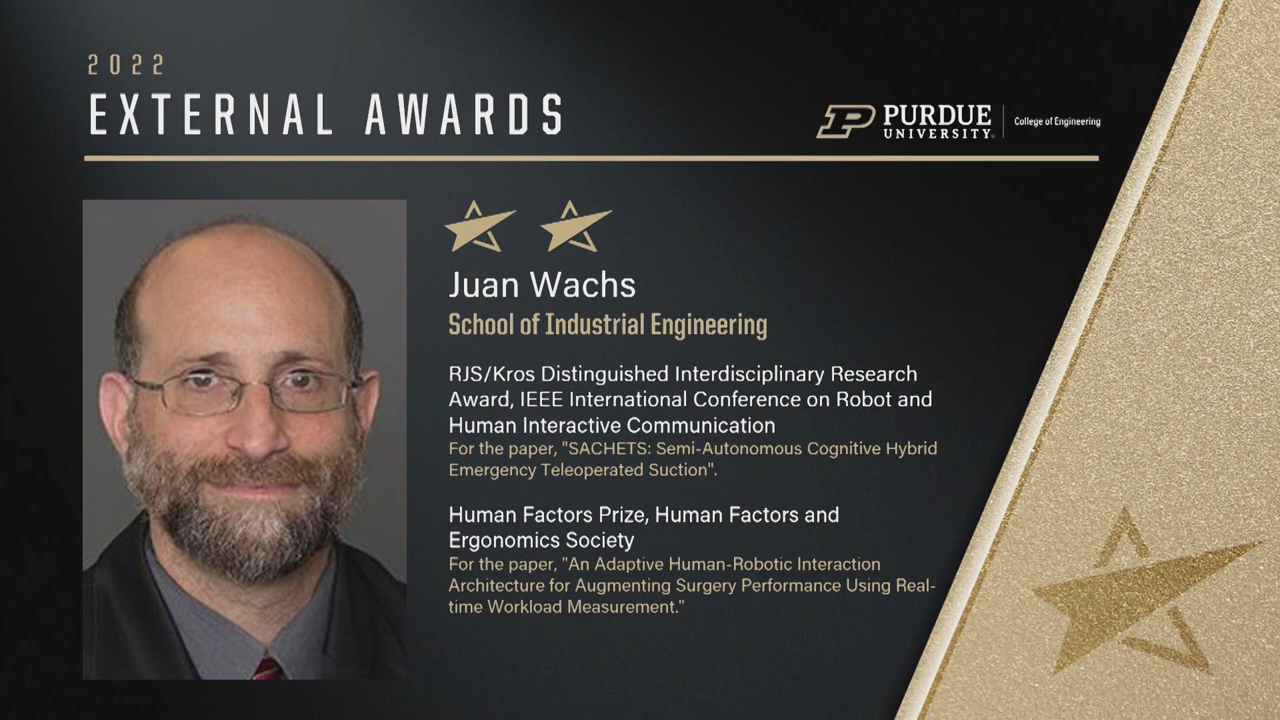 2022
EXTERNAL AWARDS
PURDUE
UNIVERSITY®
College of Engineering
Juan Wachs
School of Industrial Engineering
RJS/Kros Distinguished Interdisciplinary Research
Award, IEEE International Conference on Robot and
Human Interactive Communication
For the paper, "SACHETS: Semi-Autonomous Cognitive Hybrid
Emergency Teleoperated Suction".
Human Factors Prize, Human Factors and
Ergonomics Society
For the paper, "An Adaptive Human-Robotic Interaction
Architecture for Augmenting Surgery Performance Using Real-
time Workload Measurement."